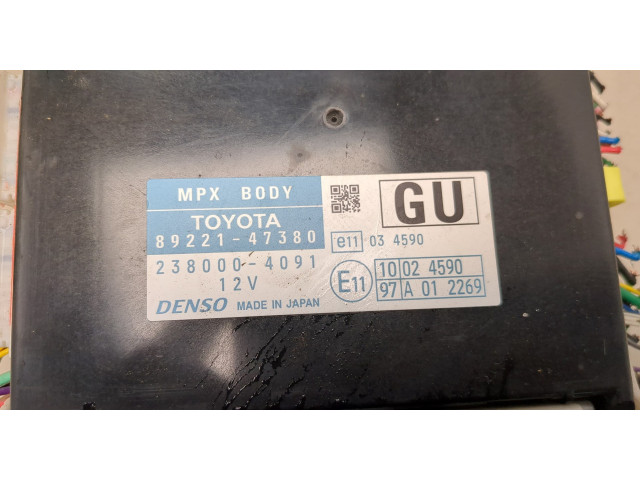 MPX BODY
TOYOTA
89221-47380
238000-4091
12V
DENSO MADE IN JAPAN
GU
e11 03 4590
E11 10 02 4590
97 A 01 2269